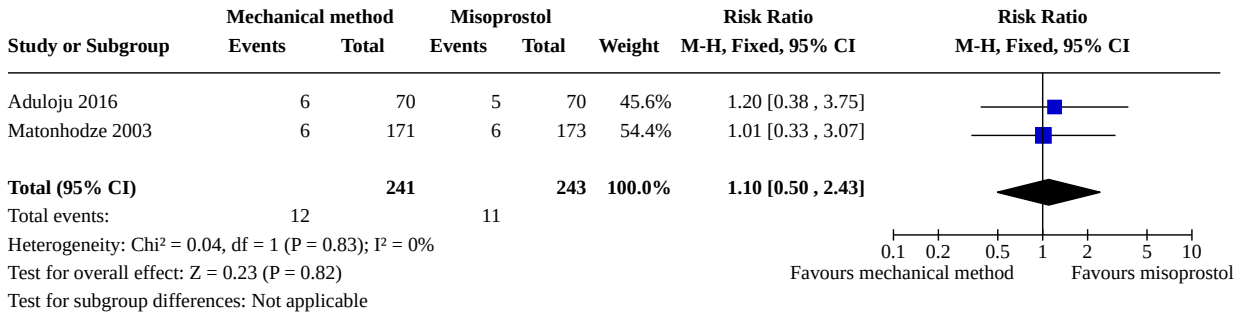 Mechanical method Misoprostol Risk Ratio Risk Ratio
Study or Subgroup Events Total Events Total Weight M-H, Fixed, 95% CI M-H, Fixed, 95% CI
Aduloju 2016 6 70 5 70 45.6% 1.20 [0.38 , 3.75]
Matonhodze 2003 6 171 6 173 54.4% 1.01 [0.33 , 3.07]
Total (95% CI) 241 243 100.0% 1.10 [0.50 , 2.43]
Total events: 12 11
Heterogeneity: Chi² = 0.04, df = 1 (P = 0.83); I² = 0%
0.1 0.2 0.5 1 2 5 10
Test for overall effect: Z = 0.23 (P = 0.82) Favours mechanical method Favours misoprostol
Test for subgroup differences: Not applicable